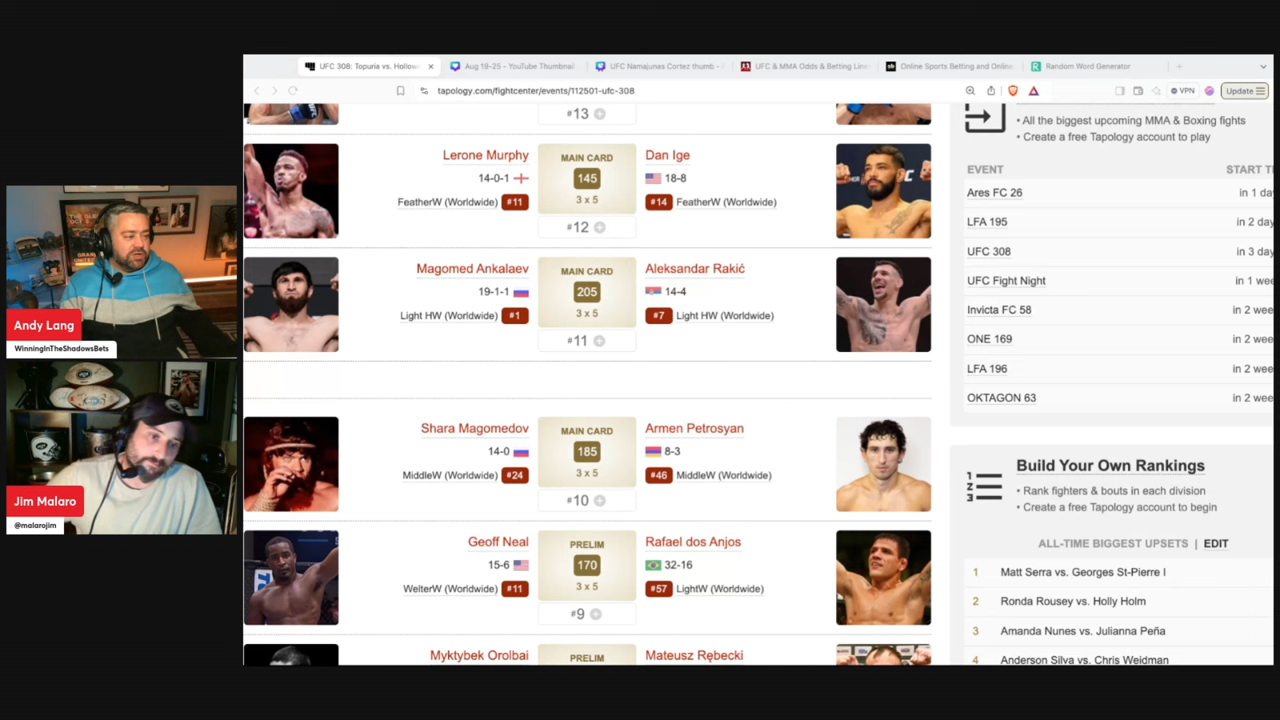 UFC 308: Topuria vs. Hollow
Aug 19-25 - YouTube Thumbnail
UFC Namajunas Cortez thumb -
UFC & MMA Odds & Betting Line
Online Sports Betting and Online
Random Word Generator
tapology.com/fightcenter/events/112501-ufc-308
VPN
Update
#13
Lerone Murphy
14-0-1
FeatherW (Worldwide) #11
MAIN CARD
145
3 x 5
#12
Dan Ige
18-8
#14 FeatherW (Worldwide)
Magomed Ankalaev
19-1-1
Light HW (Worldwide) #1
MAIN CARD
205
3 x 5
#11
Aleksandar Rakić
14-4
#7 Light HW (Worldwide)
Shara Magomedov
14-0
MiddleW (Worldwide) #24
MAIN CARD
185
3 x 5
#10
Armen Petrosyan
8-3
#46 MiddleW (Worldwide)
Geoff Neal
15-6
WelterW (Worldwide) #11
PRELIM
170
3 x 5
#9
Rafael dos Anjos
32-16
#57 LightW (Worldwide)
Myktybek Orolbai
PRELIM
Mateusz Rębecki
• All the biggest upcoming MMA & Boxing fights
• Create a free Tapology account to play
EVENT START T
Ares FC 26 in 1 da
LFA 195 in 2 da
UFC 308 in 3 da
UFC Fight Night in 1 wee
Invicta FC 58 in 2 wee
ONE 169 in 2 wee
LFA 196 in 2 wee
OKTAGON 63 in 2 wee
Build Your Own Rankings
• Rank fighters & bouts in each division
• Create a free Tapology account to begin
ALL-TIME BIGGEST UPSETS | EDIT
1 Matt Serra vs. Georges St-Pierre I
2 Ronda Rousey vs. Holly Holm
3 Amanda Nunes vs. Julianna Peña
4 Anderson Silva vs. Chris Weidman
Andy Lang
WinningInTheShadowsBets
Jim Malaro
@malarojim